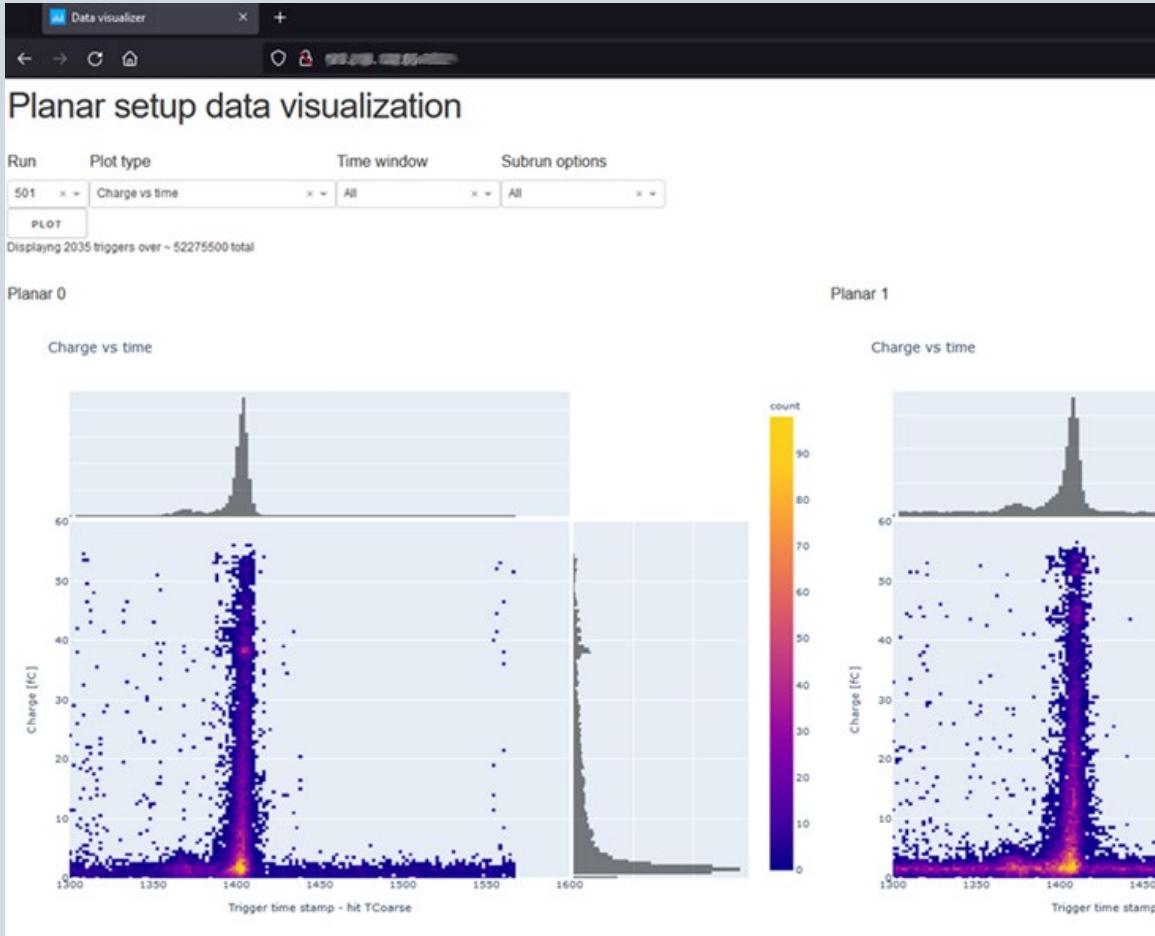 Data visualizer
Planar setup data visualization
Run Plot type Time window Subrun options
501 Charge vs time All All
PLOT
Displayng 2035 triggers over ~ 52275500 total
Planar 0 Planar 1
Charge vs time Charge vs time
count
90
80
70
60
50
40
30
20
10
0
60
50
40
30
20
10
0
Charge [fC]
1300 1350 1400 1450 1500 1550 1600
Trigger time stamp - hit TCoarse
60
50
40
30
20
10
0
Charge [fC]
1300 1350 1400 1450
Trigger time stamp